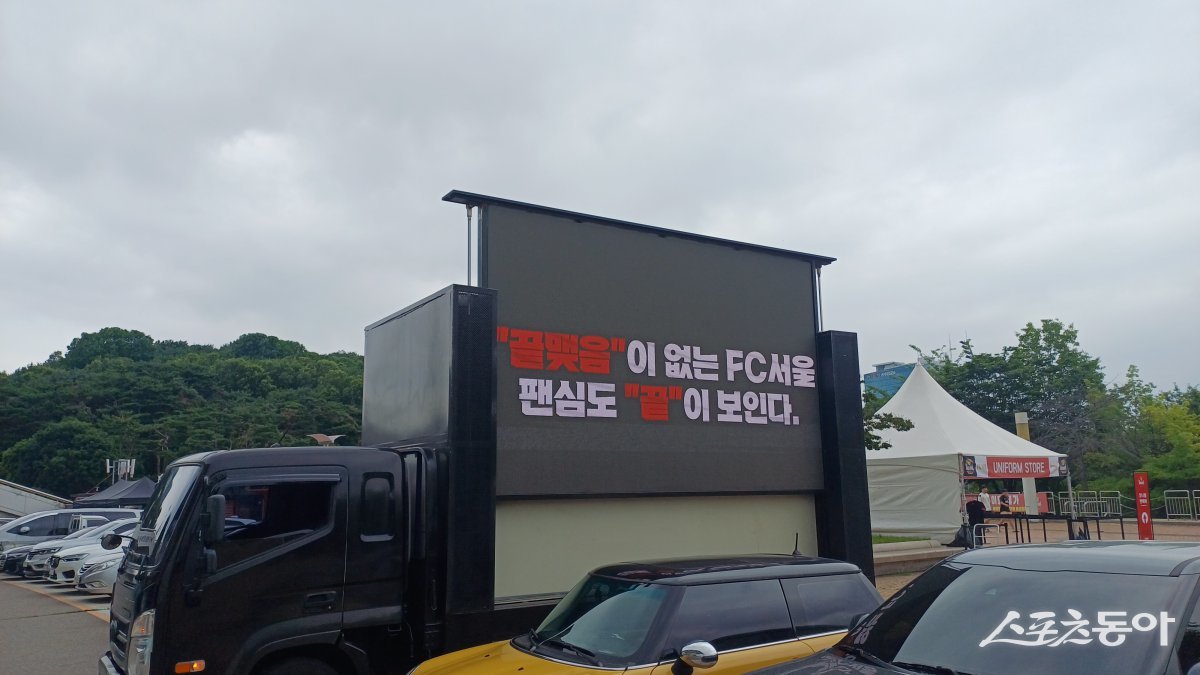 "끝맺음"이 없는 FC서울
팬심도 "끝"이 보인다.
UNIFORM STORE
스포츠동아